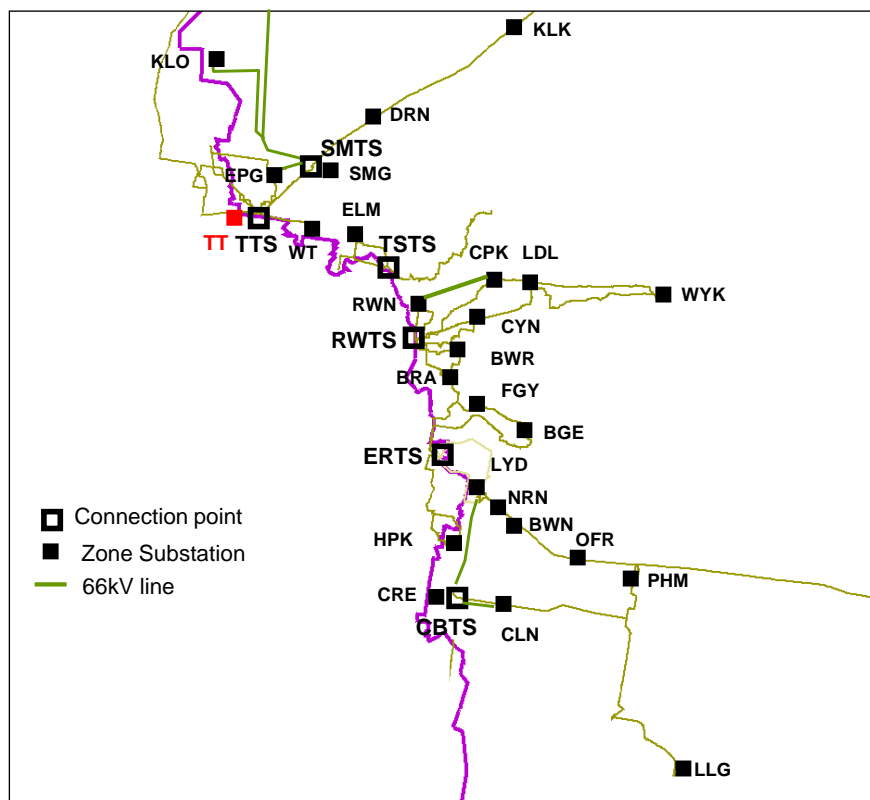 KLK
KLO
DRN
SMTS
EPG
SMG
ELM
TT
TTS
WT
TSTS
CPK
LDL
RWN
WYK
CYN
RWTS
BWR
BRA
FGY
BGE
ERTS
LYD
NRN
Connection point
BWN
HPK
OFR
Zone Substation
PHM
66kV line
CRE
CBTS
CLN
LLG